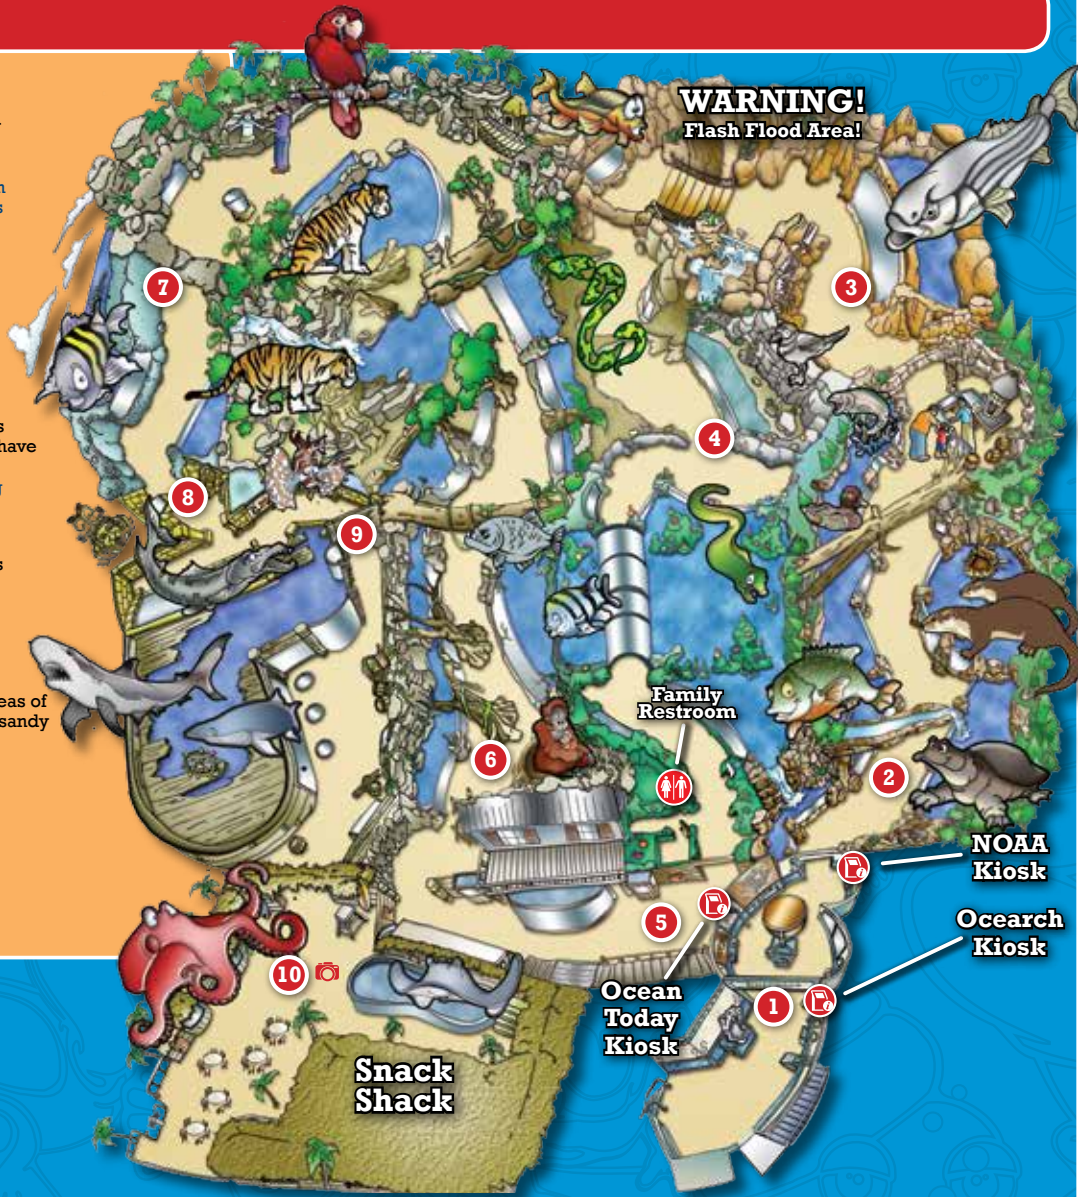 WARNING!
Flash Flood Area!
s
have
s
eas of
sandy
7
3
4
8
9
6
Family
Restroom
2
NOAA
Kiosk
Ocearch
Kiosk
5
10
Ocean
Today
Kiosk
1
Snack
Shack